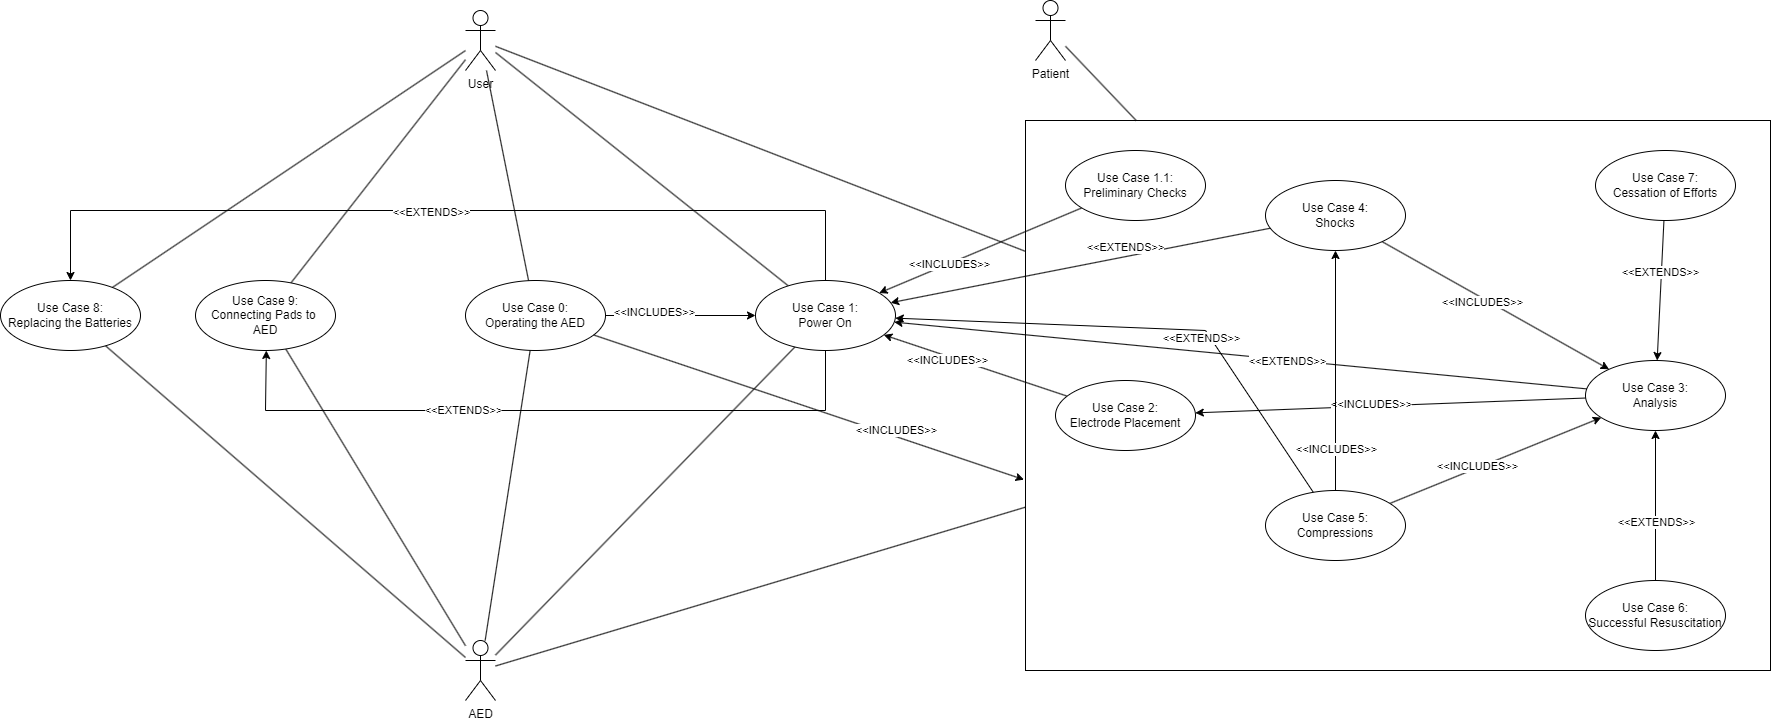 Patient
User
Use Case 1.1:
Preliminary Checks
Use Case 7:
Cessation of Efforts
Use Case 4:
Shocks
<<EXTENDS>>
<<EXTENDS>>
<<INCLUDES>>
<<EXTENDS>>
Use Case 8:
Replacing the Batteries
Use Case 9:
Connecting Pads to
AED
Use Case 0:
Operating the AED
<<INCLUDES>>
Use Case 1:
Power On
<<INCLUDES>>
<<EXTENDS>>
<<INCLUDES>>
<<EXTENDS>>
Use Case 3:
Analysis
<<EXTENDS>>
Use Case 2:
Electrode Placement
<<INCLUDES>>
<<INCLUDES>>
<<INCLUDES>>
<<INCLUDES>>
Use Case 5:
Compressions
<<EXTENDS>>
Use Case 6:
Successful Resuscitation
AED